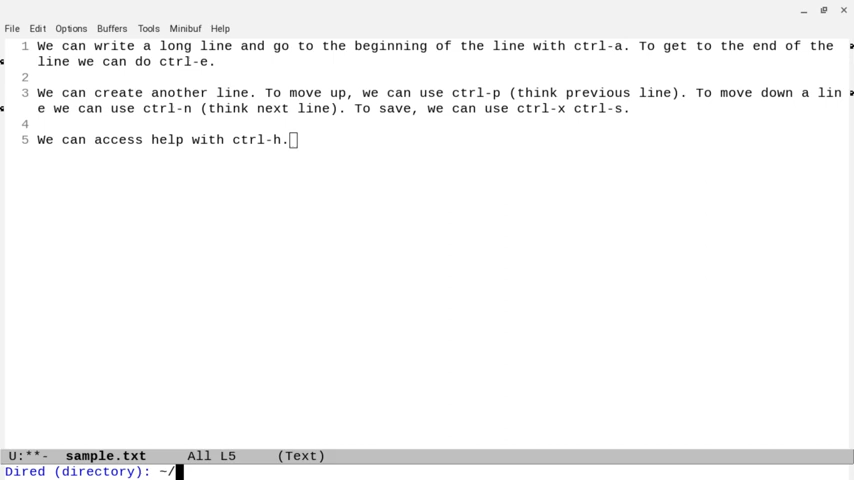 File Edit Options Buffers Tools Minibuf Help
1 We can write a long line and go to the beginning of the line with ctrl-a. To get to the end of the
line we can do ctrl-e.
2
3 We can create another line. To move up, we can use ctrl-p (think previous line). To move down a lin
e we can use ctrl-n (think next line). To save, we can use ctrl-x ctrl-s.
4
5 We can access help with ctrl-h.
U:**- sample.txt All L5 (Text)
Dired (directory): ~/